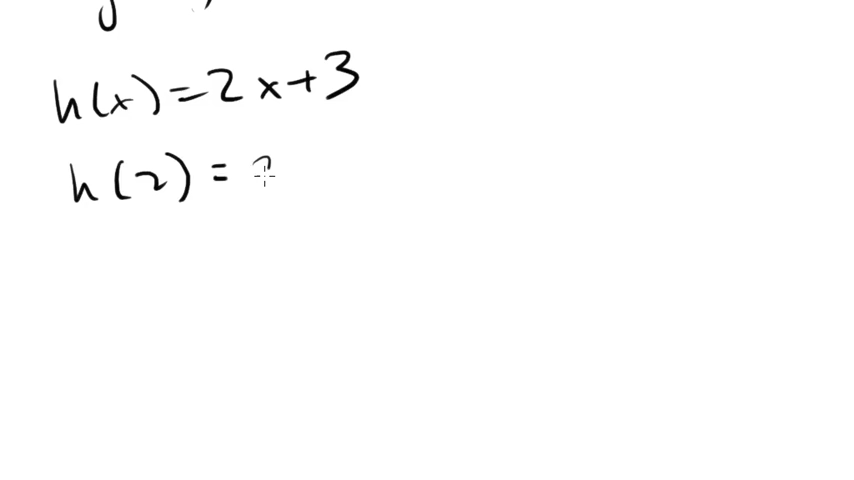 h(x) = 2x + 3
h(2) =